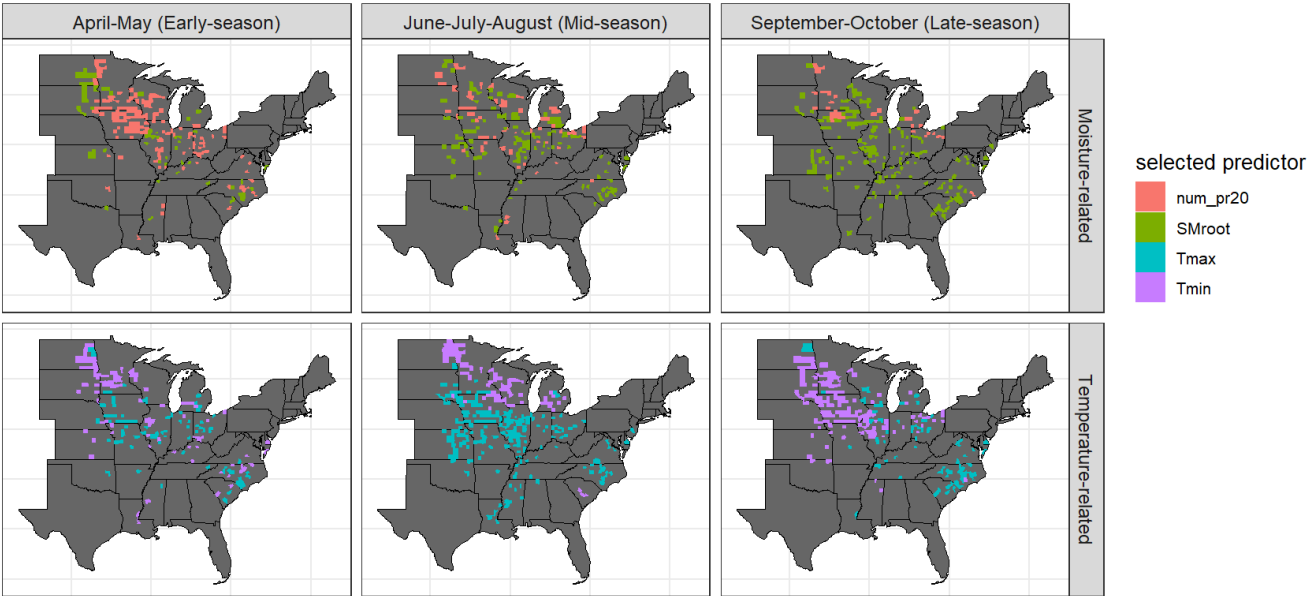 April-May (Early-season)
June-July-August (Mid-season)
September-October (Late-season)
Moisture-related
Temperature-related
selected predictor
num_pr20
SMroot
Tmax
Tmin